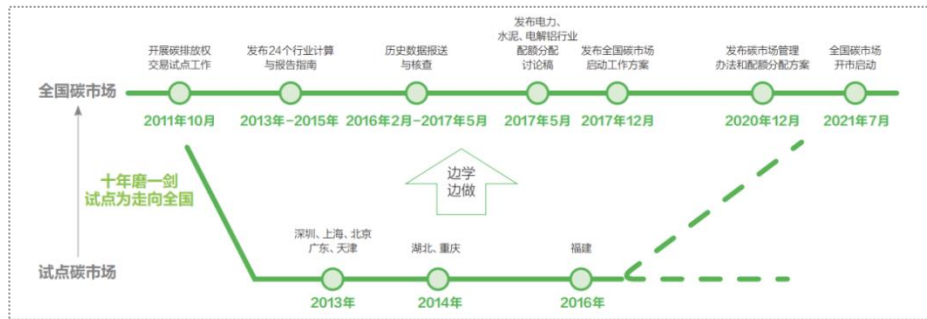 开展碳排放权
交易试点工作
发布24个行业计算
与报告指南
历史数据报送
与核查
发布电力、
水泥、电解铝行业
配额分配
讨论稿
发布全国碳市场
启动工作方案
发布碳市场管理
办法和配额分配方案
全国碳市场
开市启动
全国碳市场
2011年10月
2013年-2015年
2016年2月-2017年5月
2017年5月
2017年12月
2020年12月
2021年7月
十年磨一剑
试点为走向全国
边学
边做
深圳、上海、北京
广东、天津
湖北、重庆
福建
试点碳市场
2013年
2014年
2016年